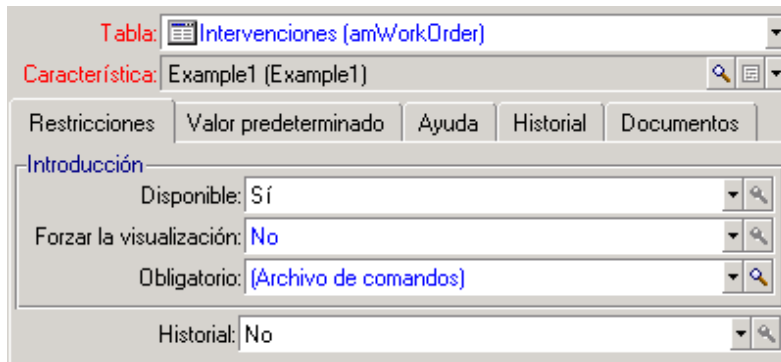 Tabla: Intervenciones (amWorkOrder)
Característica: Example1 (Example1)
Restricciones Valor predeterminado Ayuda Historial Documentos
Introducción
Disponible: Sí
Forzar la visualización: No
Obligatorio: (Archivo de comandos)
Historial: No